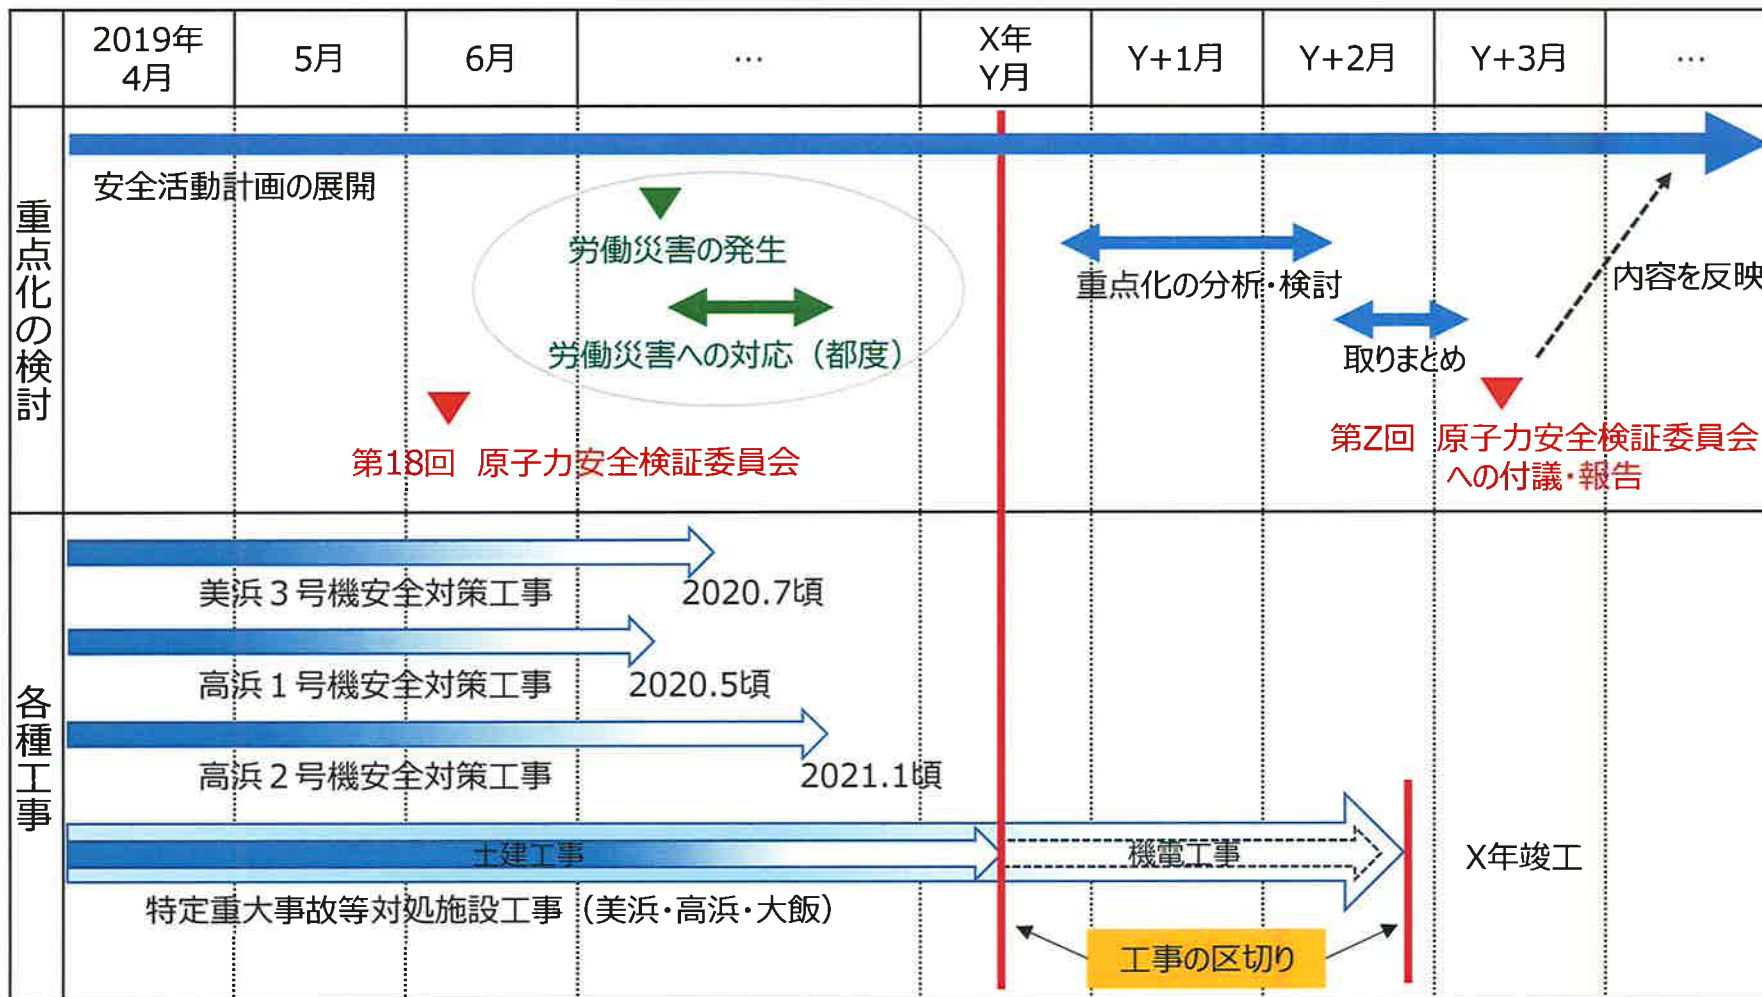 2019年
4月
5月
6月
…
X年
Y月
Y+1月
Y+2月
Y+3月
…
重点化の検討
安全活動計画の展開
労働災害の発生
労働災害への対応（都度）
第18回 原子力安全検証委員会
重点化の分析・検討
取りまとめ
内容を反映
第Z回 原子力安全検証委員会
への付議・報告
各種工事
美浜３号機安全対策工事
2020.7頃
高浜１号機安全対策工事
2020.5頃
高浜２号機安全対策工事
2021.1頃
土建工事
機電工事
X年竣工
特定重大事故等対処施設工事（美浜・高浜・大飯）
工事の区切り